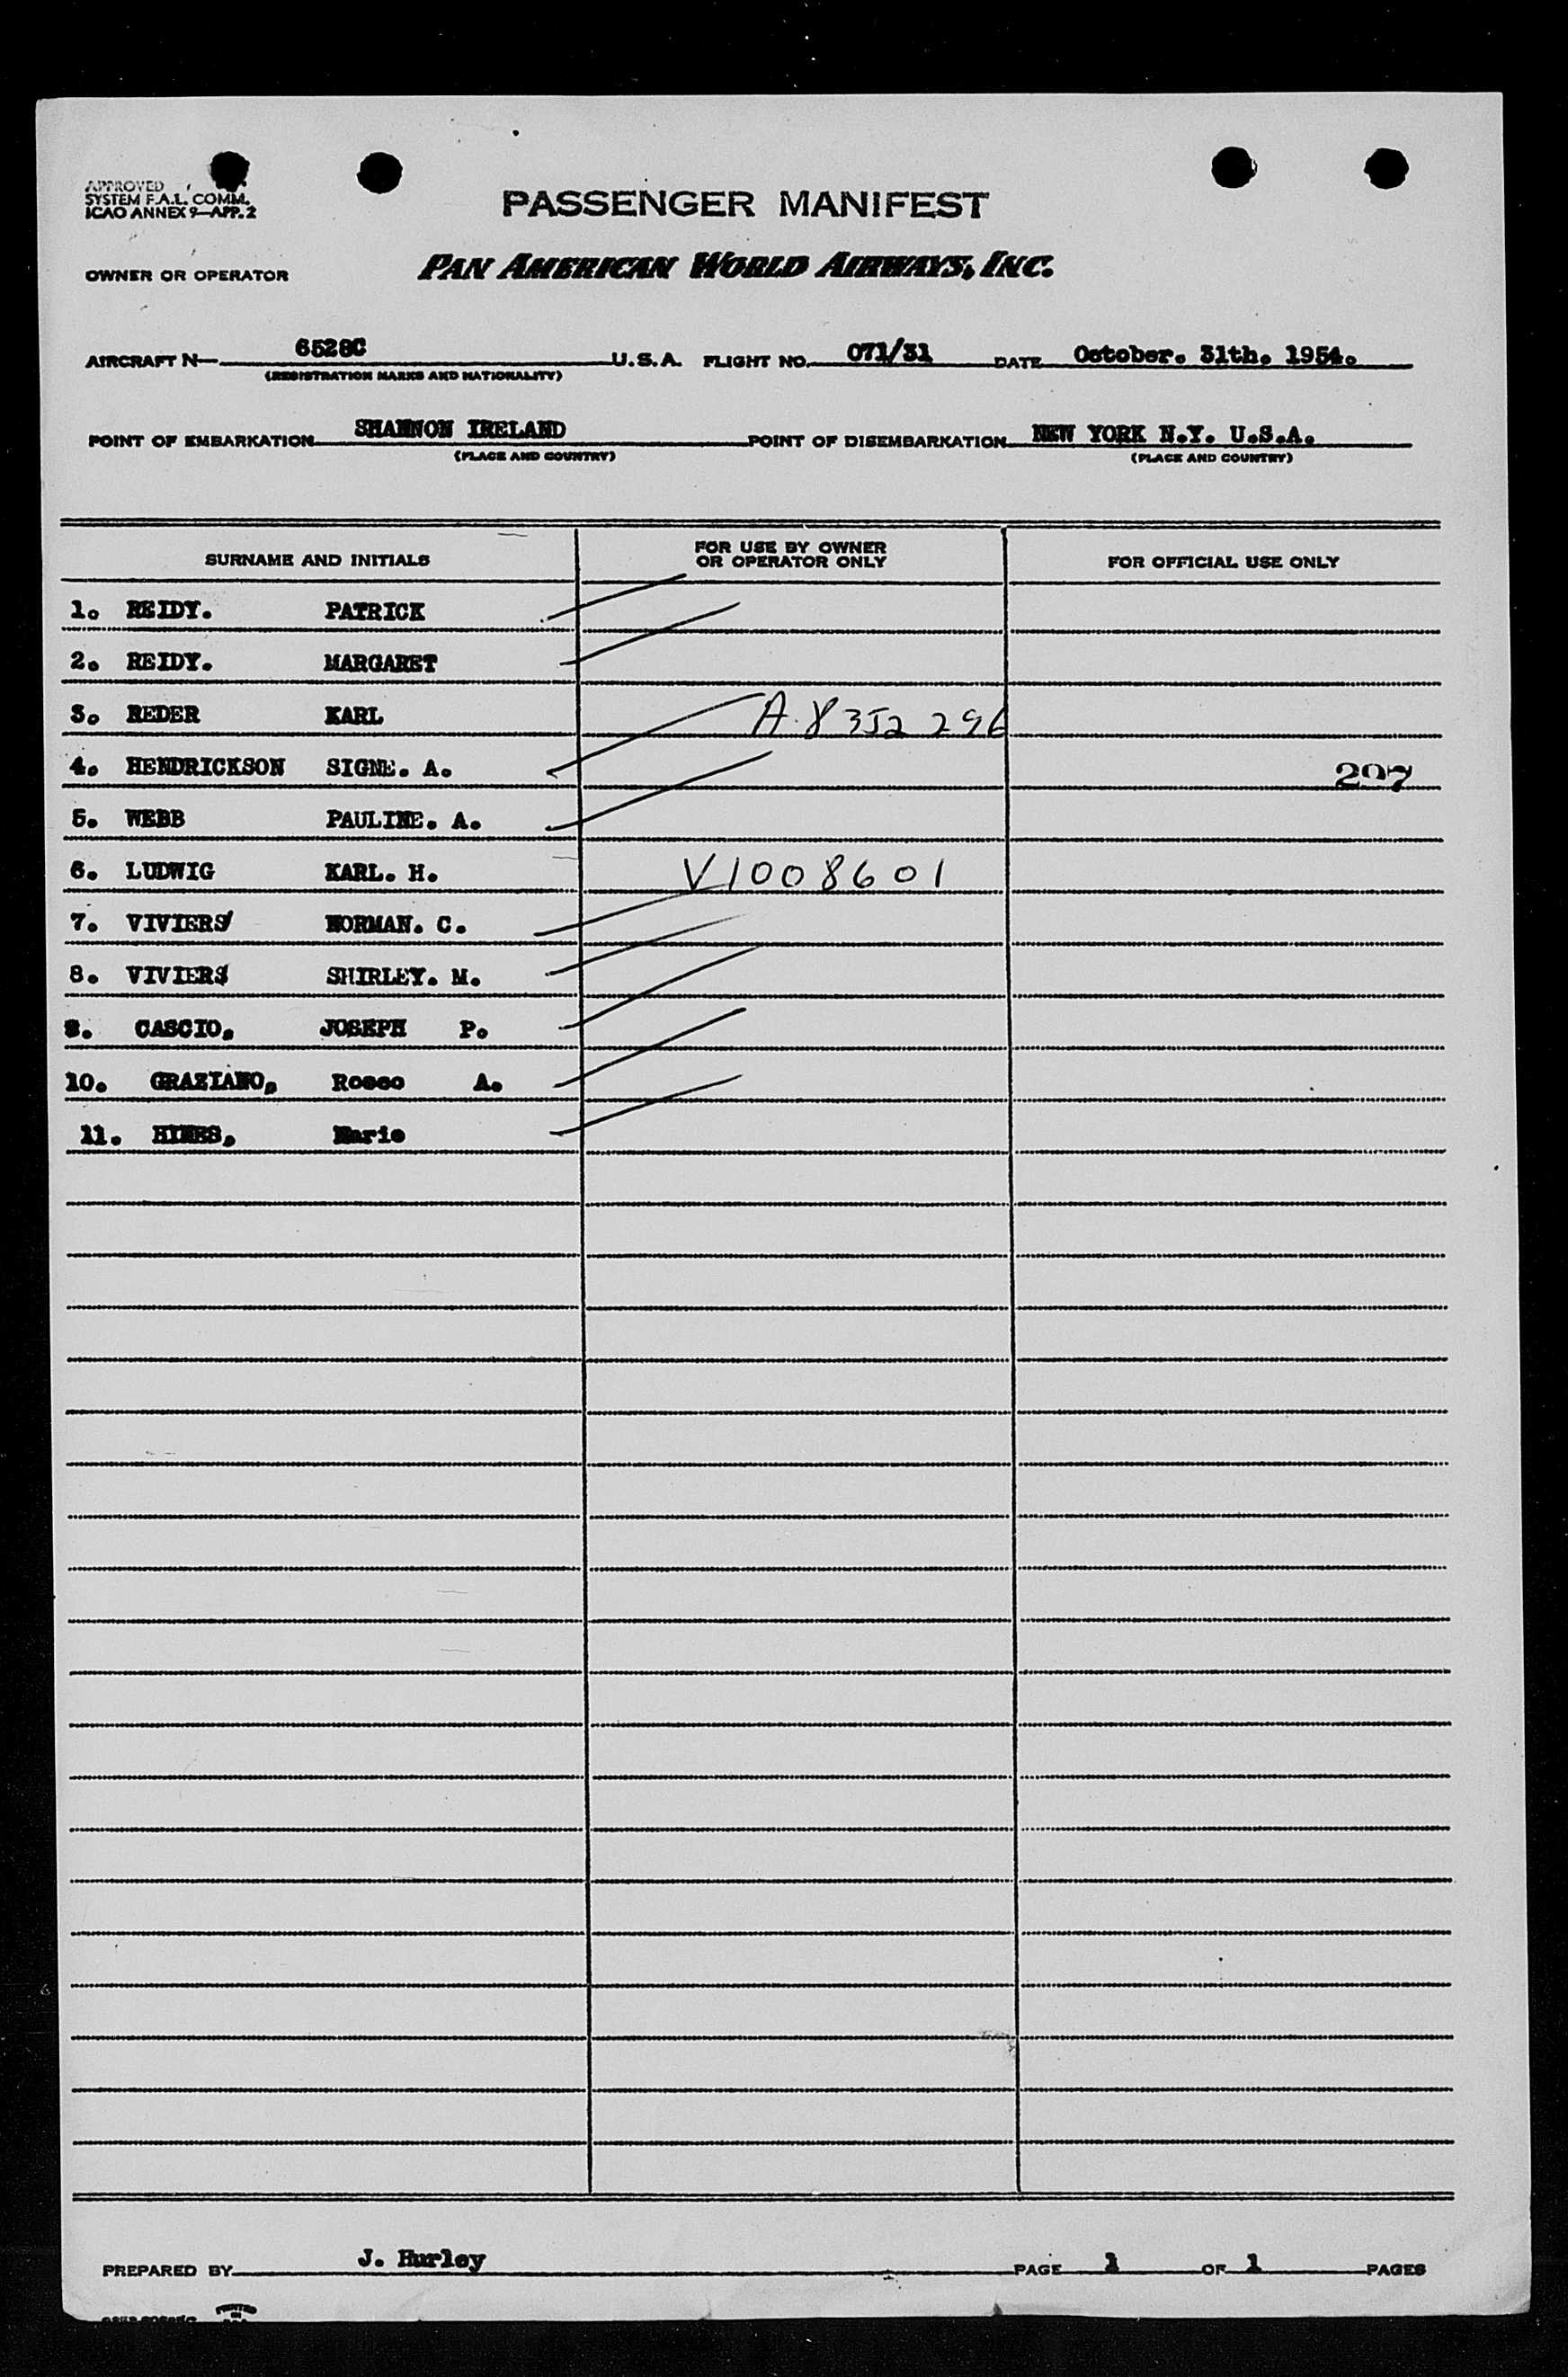 APPROVED
SYSTEM F.A.L. COMM.
ICAO ANNEX 9—APP. 2
PASSENGER MANIFEST
OWNER OR OPERATOR PAN AMERICAN WORLD AIRWAYS, INC.
AIRCRAFT N— 6528C U.S.A. FLIGHT NO. 071/31 DATE October. 31th. 1954.
(REGISTRATION MARKS AND NATIONALITY)
POINT OF EMBARKATION SHANNON IRELAND POINT OF DISEMBARKATION NEW YORK N.Y. U.S.A.
(PLACE AND COUNTRY) (PLACE AND COUNTRY)
SURNAME AND INITIALS FOR USE BY OWNER OR OPERATOR ONLY FOR OFFICIAL USE ONLY
1. REIDY. PATRICK
2. REIDY. MARGARET
3. REDER KARL A. 8352 296
4. HENDRICKSON SIGNE. A. 297
5. WEBB PAULINE. A.
6. LUDWIG KARL. H. V1008601
7. VIVIERS NORMAN. C.
8. VIVIERS SHIRLEY. M.
9. CASCIO, JOSEPH P.
10. GRAZIANO, Rocco A.
11. HINES, Marie
PREPARED BY J. Hurley PAGE 1 OF 1 PAGES
PRINTED IN